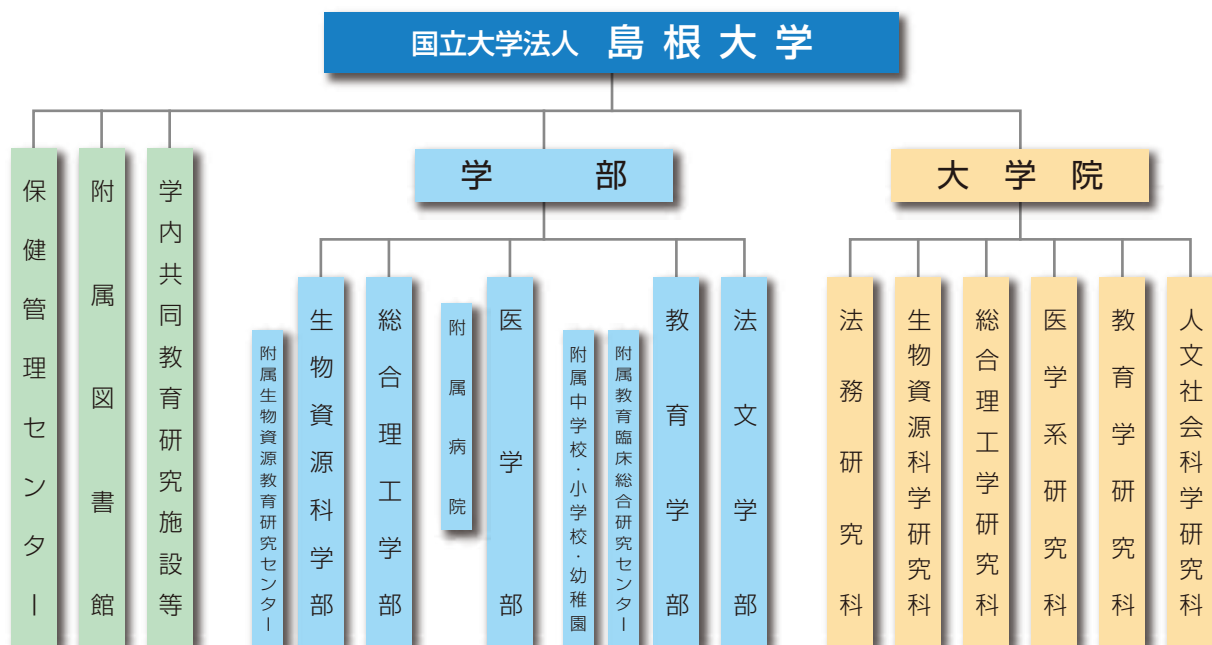 国立大学法人 島根大学
学部
大学院
保健管理センター
附属図書館
学内共同教育研究施設等
附属生物資源教育研究センター
生物資源科学部
総合理工学部
附属病院
医学部
附属中学校・小学校・幼稚園
附属教育臨床総合研究センター
教育学部
法文学部
法務研究科
生物資源科学研究科
総合理工学研究科
医学系研究科
教育学研究科
人文社会科学研究科